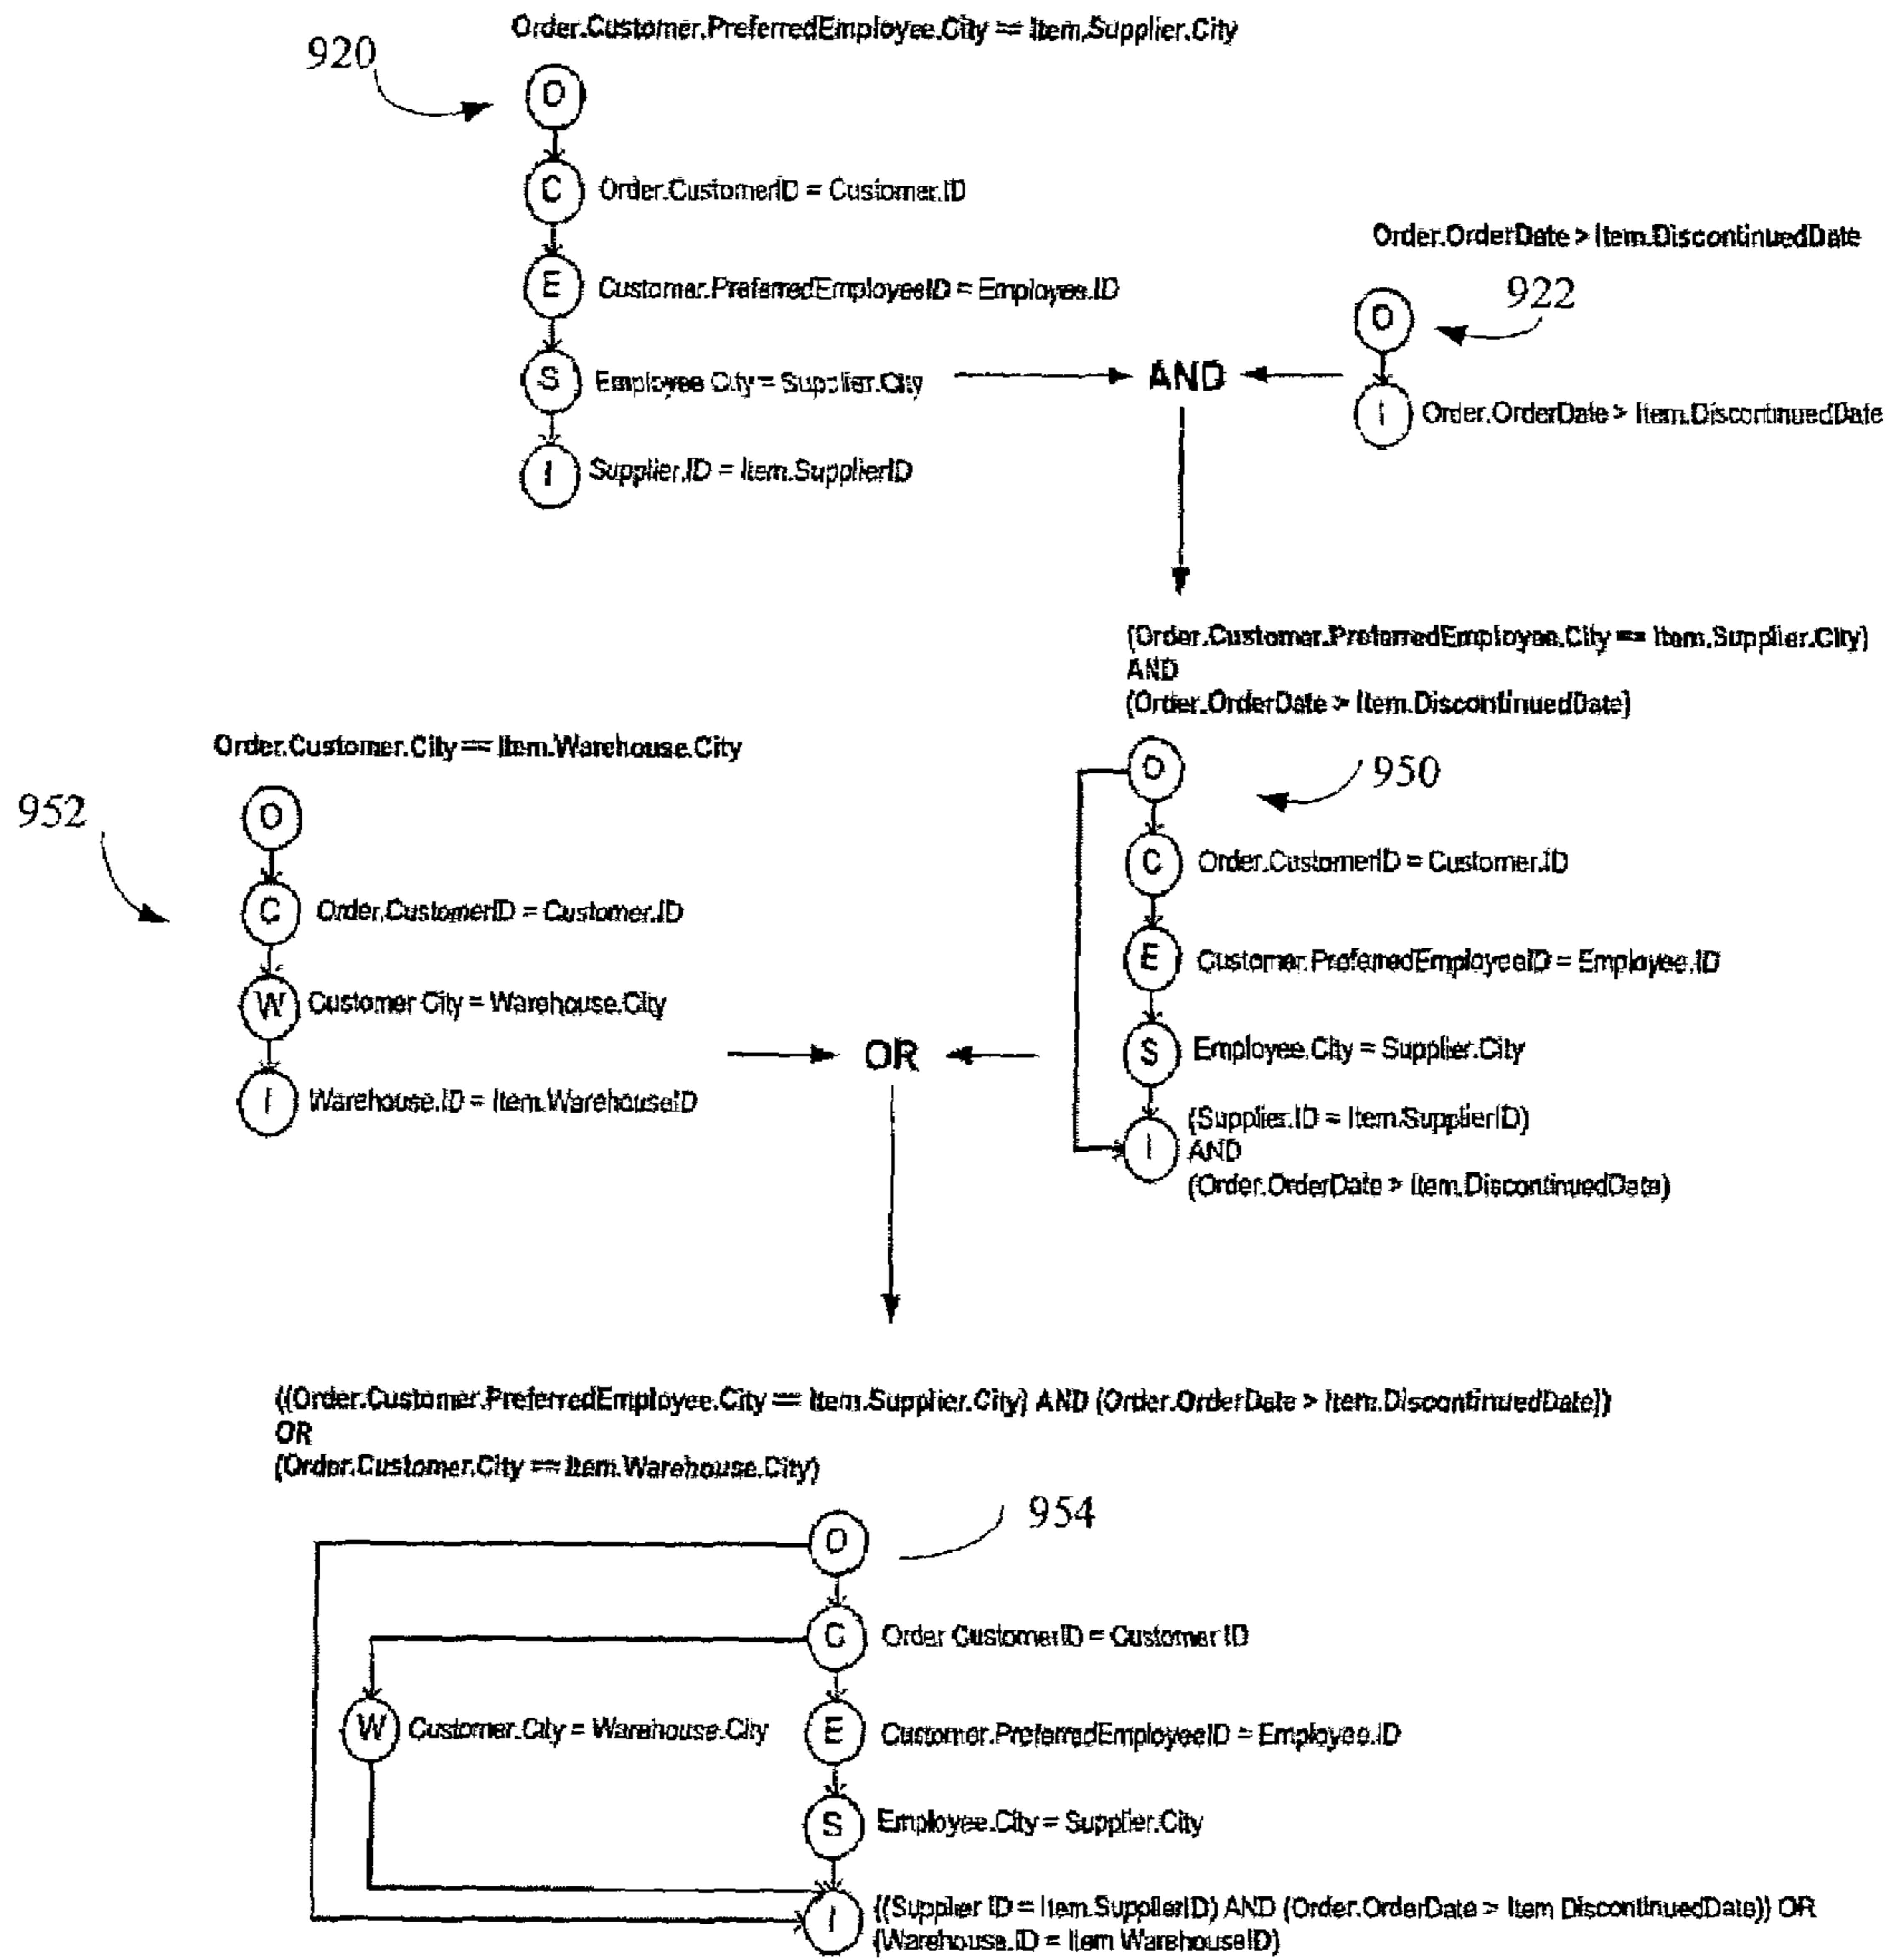 Order.Customer.PreferredEmployee.City == Item.Supplier.City
920
O
C Order.CustomerID = Customer.ID
E Customer.PreferredEmployeeID = Employee.ID
S Employee City = Supplier.City
I Supplier.ID = Item.SupplierID
AND
Order.OrderDate > Item.DiscontinuedDate
922
O
I Order.OrderDate > Item.DiscontinuedDate
(Order.Customer.PreferredEmployee.City == Item.Supplier.City)
AND
(Order.OrderDate > Item.DiscontinuedDate)
950
O
C Order.CustomerID = Customer.ID
E Customer.PreferredEmployeeID = Employee.ID
S Employee.City = Supplier.City
I (Supplier.ID = Item.SupplierID)
AND
(Order.OrderDate > Item.DiscontinuedDate)
Order.Customer.City == Item.Warehouse.City
952
O
C Order.CustomerID = Customer.ID
W Customer City = Warehouse.City
I Warehouse.ID = Item.WarehouseID
OR
((Order.Customer.PreferredEmployee.City == Item.Supplier.City) AND (Order.OrderDate > Item.DiscontinuedDate))
OR
(Order.Customer.City == Item.Warehouse.City)
954
O
C Order CustomerID = Customer ID
W Customer.City = Warehouse.City
E Customer.PreferredEmployeeID = Employee.ID
S Employee.City = Supplier.City
I ((Supplier ID = Item.SupplierID) AND (Order.OrderDate > Item DiscontinuedDate)) OR
(Warehouse.ID = Item WarehouseID)